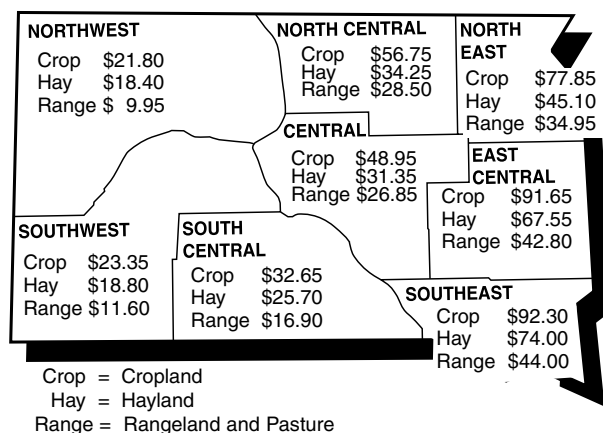 NORTHWEST
Crop $21.80
Hay $18.40
Range $ 9.95
NORTH CENTRAL
Crop $56.75
Hay $34.25
Range $28.50
NORTH
EAST
Crop $77.85
Hay $45.10
Range $34.95
CENTRAL
Crop $48.95
Hay $31.35
Range $26.85
EAST
CENTRAL
Crop $91.65
Hay $67.55
Range $42.80
SOUTHWEST
Crop $23.35
Hay $18.80
Range $11.60
SOUTH
CENTRAL
Crop $32.65
Hay $25.70
Range $16.90
SOUTHEAST
Crop $92.30
Hay $74.00
Range $44.00
Crop = Cropland
Hay = Hayland
Range = Rangeland and Pasture